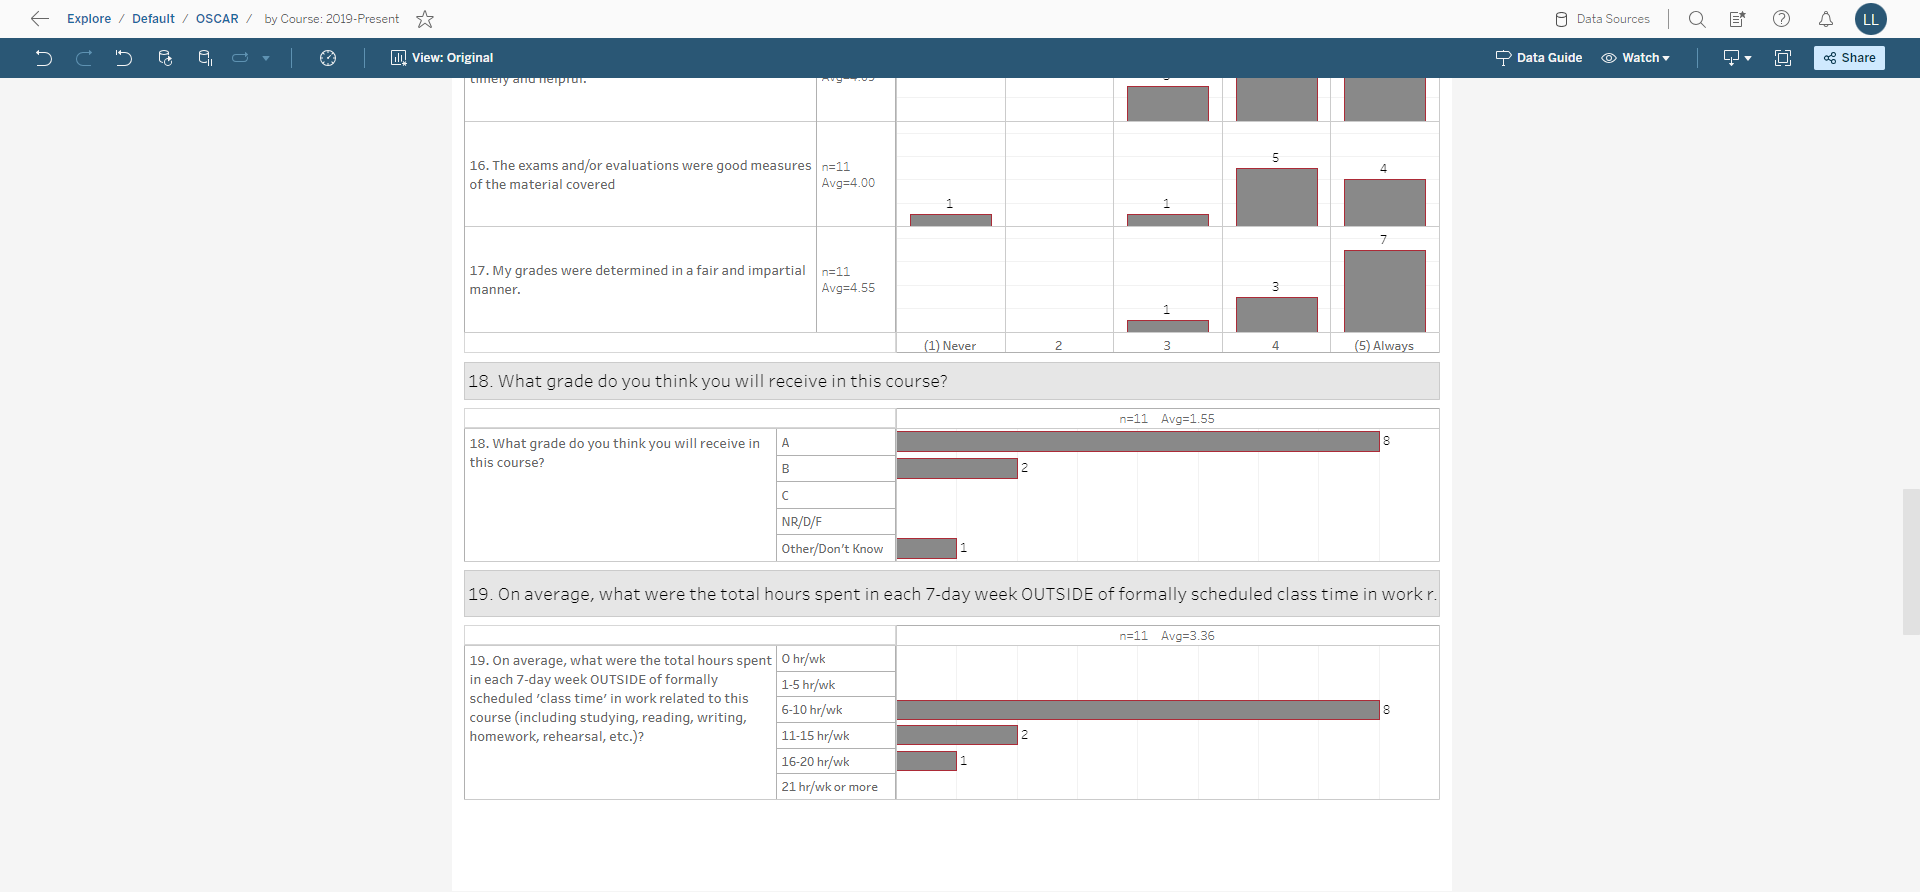 Explore / Default / OSCAR / by Course: 2019-Present
Data Sources
LL
View: Original
Data Guide
Watch
Share
timely and helpful.
16. The exams and/or evaluations were good measures
of the material covered
n=11
Avg=4.00
1
1
5
4
17. My grades were determined in a fair and impartial
manner.
n=11
Avg=4.55
1
3
7
(1) Never
2
3
4
(5) Always
18. What grade do you think you will receive in this course?
n=11 Avg=1.55
18. What grade do you think you will receive in
this course?
A
8
B
2
C
NR/D/F
Other/Don't Know
1
19. On average, what were the total hours spent in each 7-day week OUTSIDE of formally scheduled class time in work r.
n=11 Avg=3.36
19. On average, what were the total hours spent
in each 7-day week OUTSIDE of formally
scheduled ‘class time’ in work related to this
course (including studying, reading, writing,
homework, rehearsal, etc.)?
0 hr/wk
1-5 hr/wk
6-10 hr/wk
8
11-15 hr/wk
2
16-20 hr/wk
1
21 hr/wk or more